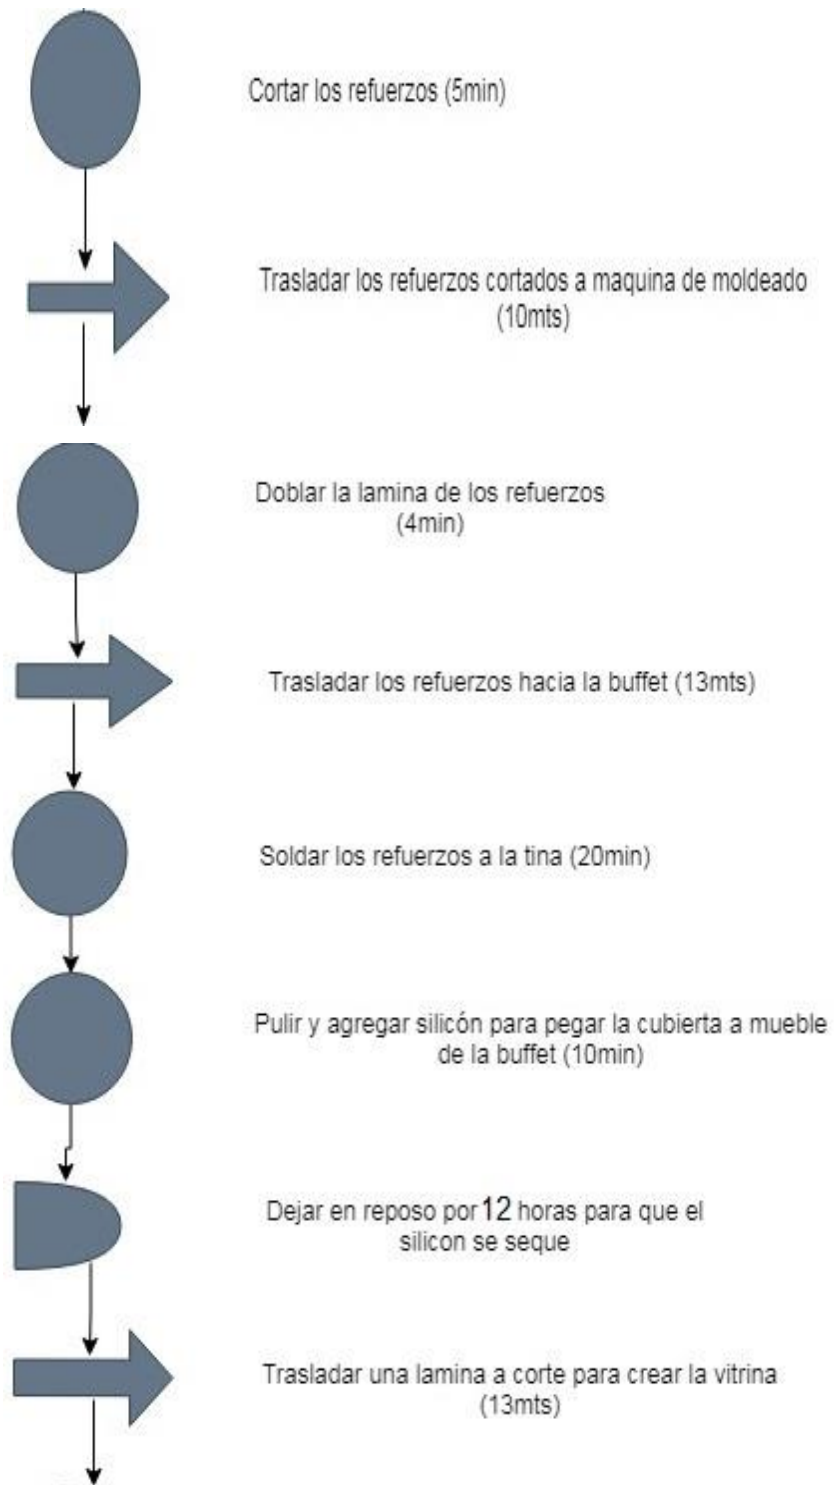 Cortar los refuerzos (5min)
Trasladar los refuerzos cortados a maquina de moldeado
(10mts)
Doblar la lamina de los refuerzos
(4min)
Trasladar los refuerzos hacia la buffet (13mts)
Soldar los refuerzos a la tina (20min)
Pulir y agregar silicón para pegar la cubierta a mueble
de la buffet (10min)
Dejar en reposo por 12 horas para que el
silicon se seque
Trasladar una lamina a corte para crear la vitrina
(13mts)